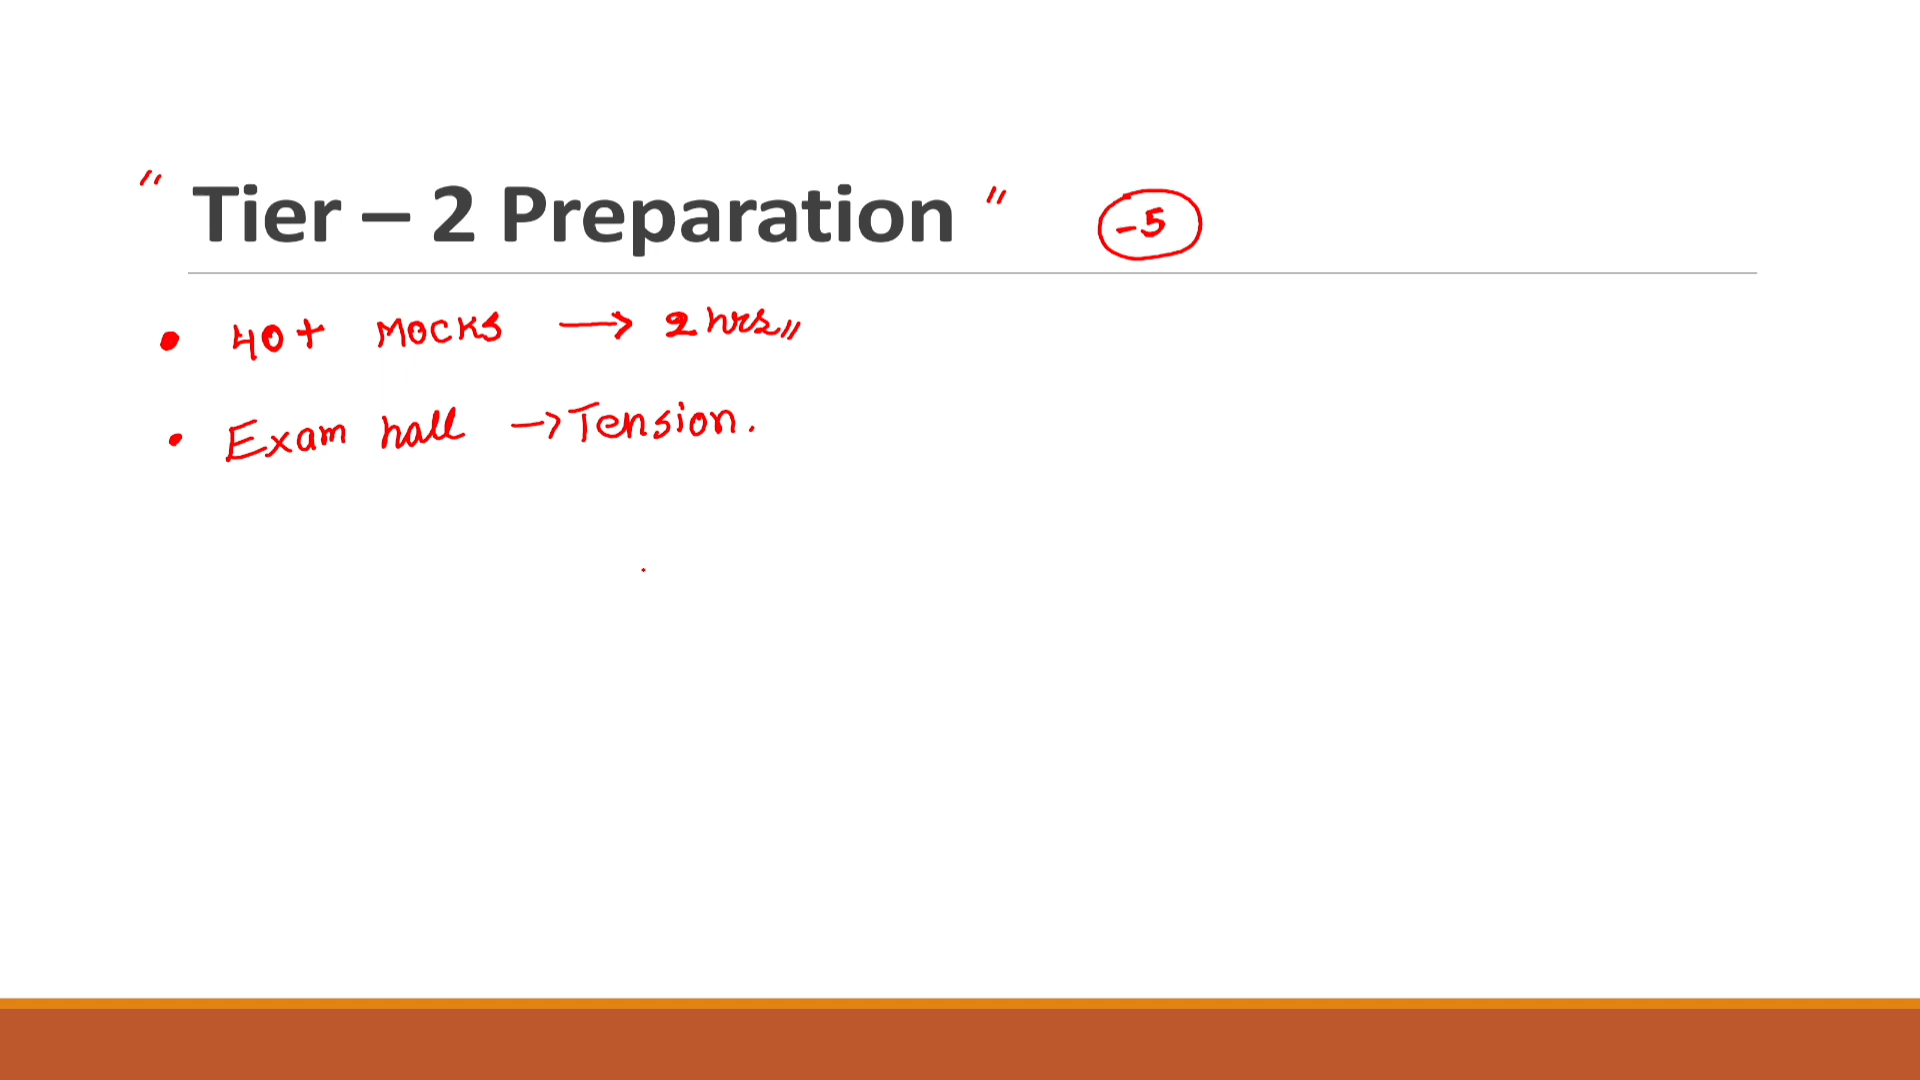 " Tier – 2 Preparation " -5
• 40+ MOCKS → 2 hrs,,
• Exam hall → Tension.